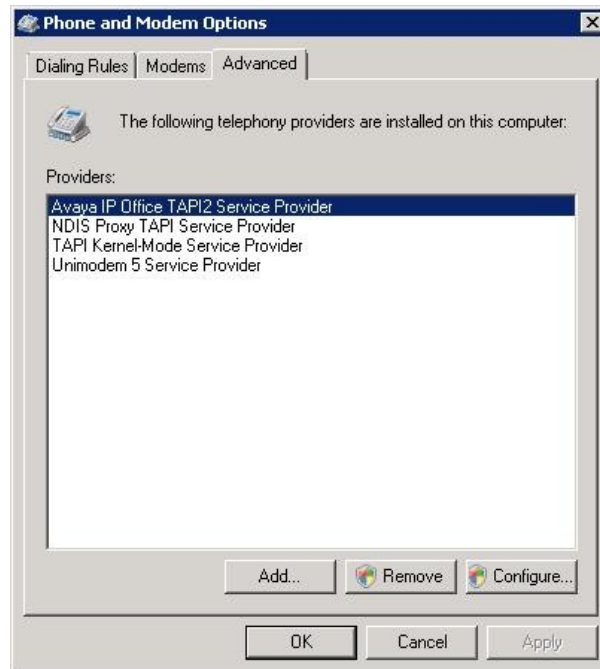 Phone and Modem Options
Dialing Rules
Modems
Advanced
The following telephony providers are installed on this computer:
Providers:
Avaya IP Office TAPI2 Service Provider
NDIS Proxy TAPI Service Provider
TAPI Kernel-Mode Service Provider
Unimodem 5 Service Provider
Add...
Remove
Configure...
OK
Cancel
Apply